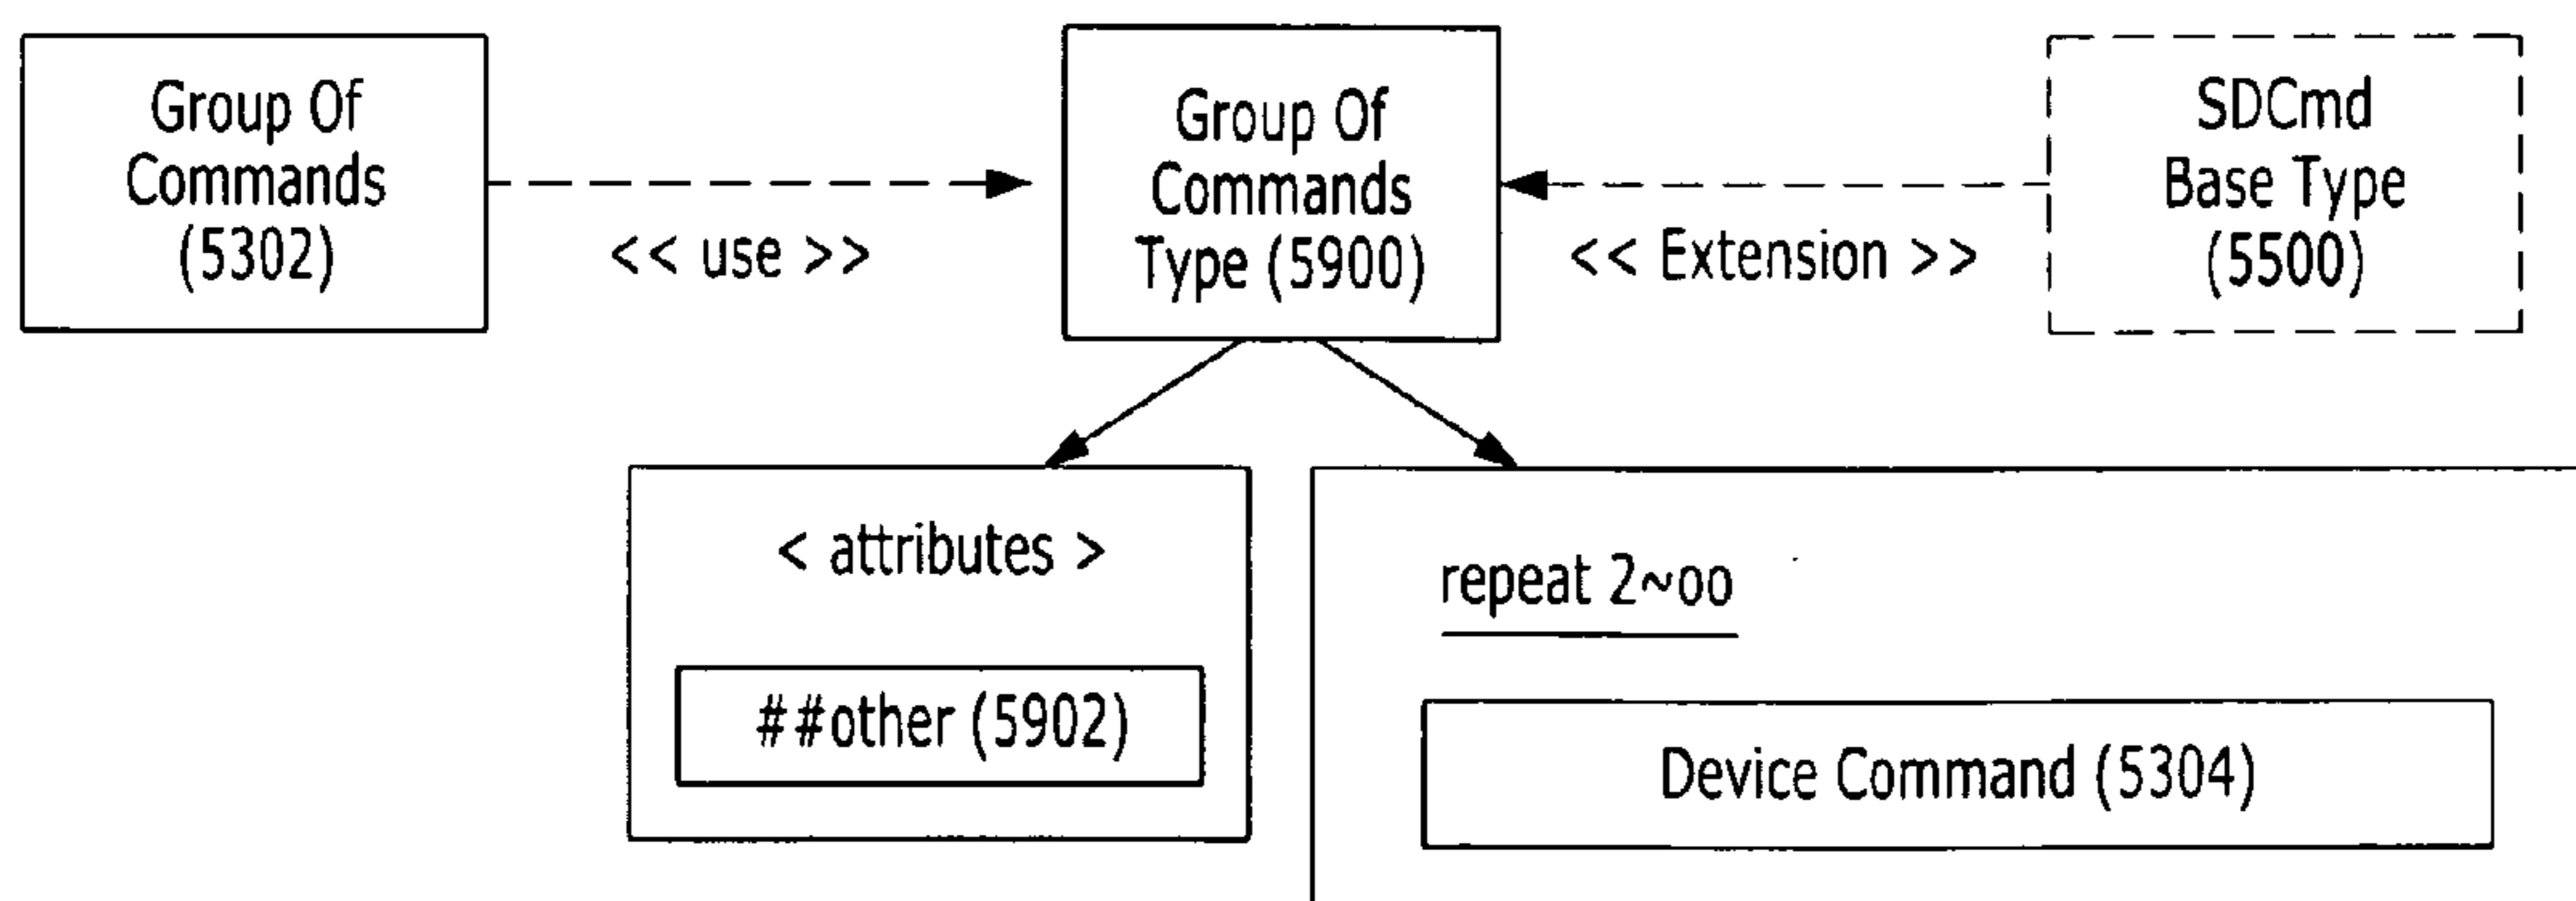 Group Of
Commands
(5302)
<< use >>
Group Of
Commands
Type (5900)
<< Extension >>
SDCmd
Base Type
(5500)
< attributes >
##other (5902)
repeat 2~oo
Device Command (5304)